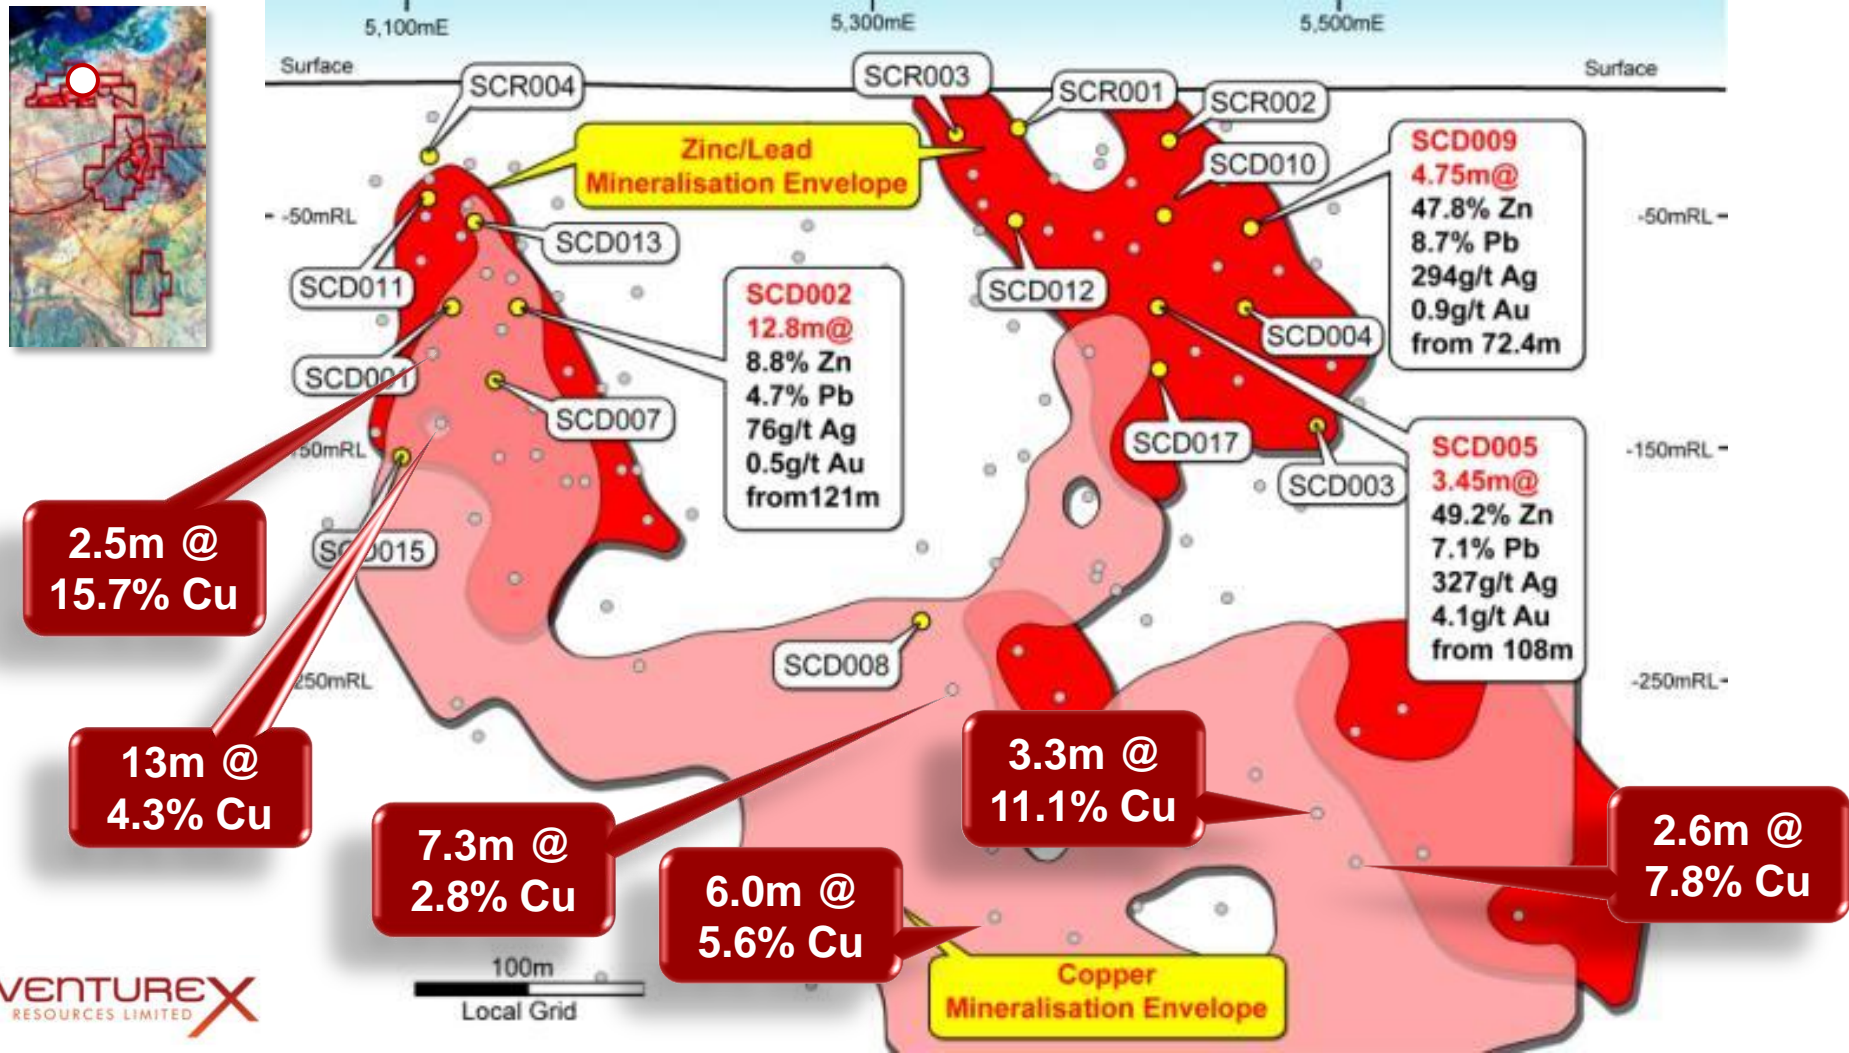 5,100mE
5,300mE
5,500mE
Surface
Surface
SCR004
SCR003
SCR001
SCR002
Zinc/Lead
Mineralisation Envelope
SCD010
SCD009
4.75m@
47.8% Zn
8.7% Pb
294g/t Ag
0.9g/t Au
from 72.4m
-50mRL
-50mRL
SCD013
SCD011
SCD012
SCD002
12.8m@
8.8% Zn
4.7% Pb
76g/t Ag
0.5g/t Au
from121m
SCD004
SCD001
SCD007
SCD017
SCD003
50mRL
-150mRL
SCD005
3.45m@
49.2% Zn
7.1% Pb
327g/t Ag
4.1g/t Au
from 108m
2.5m @
15.7% Cu
SCD015
SCD008
250mRL
-250mRL
13m @
4.3% Cu
7.3m @
2.8% Cu
6.0m @
5.6% Cu
3.3m @
11.1% Cu
2.6m @
7.8% Cu
Copper
Mineralisation Envelope
100m
Local Grid
VENTUREX
RESOURCES LIMITED